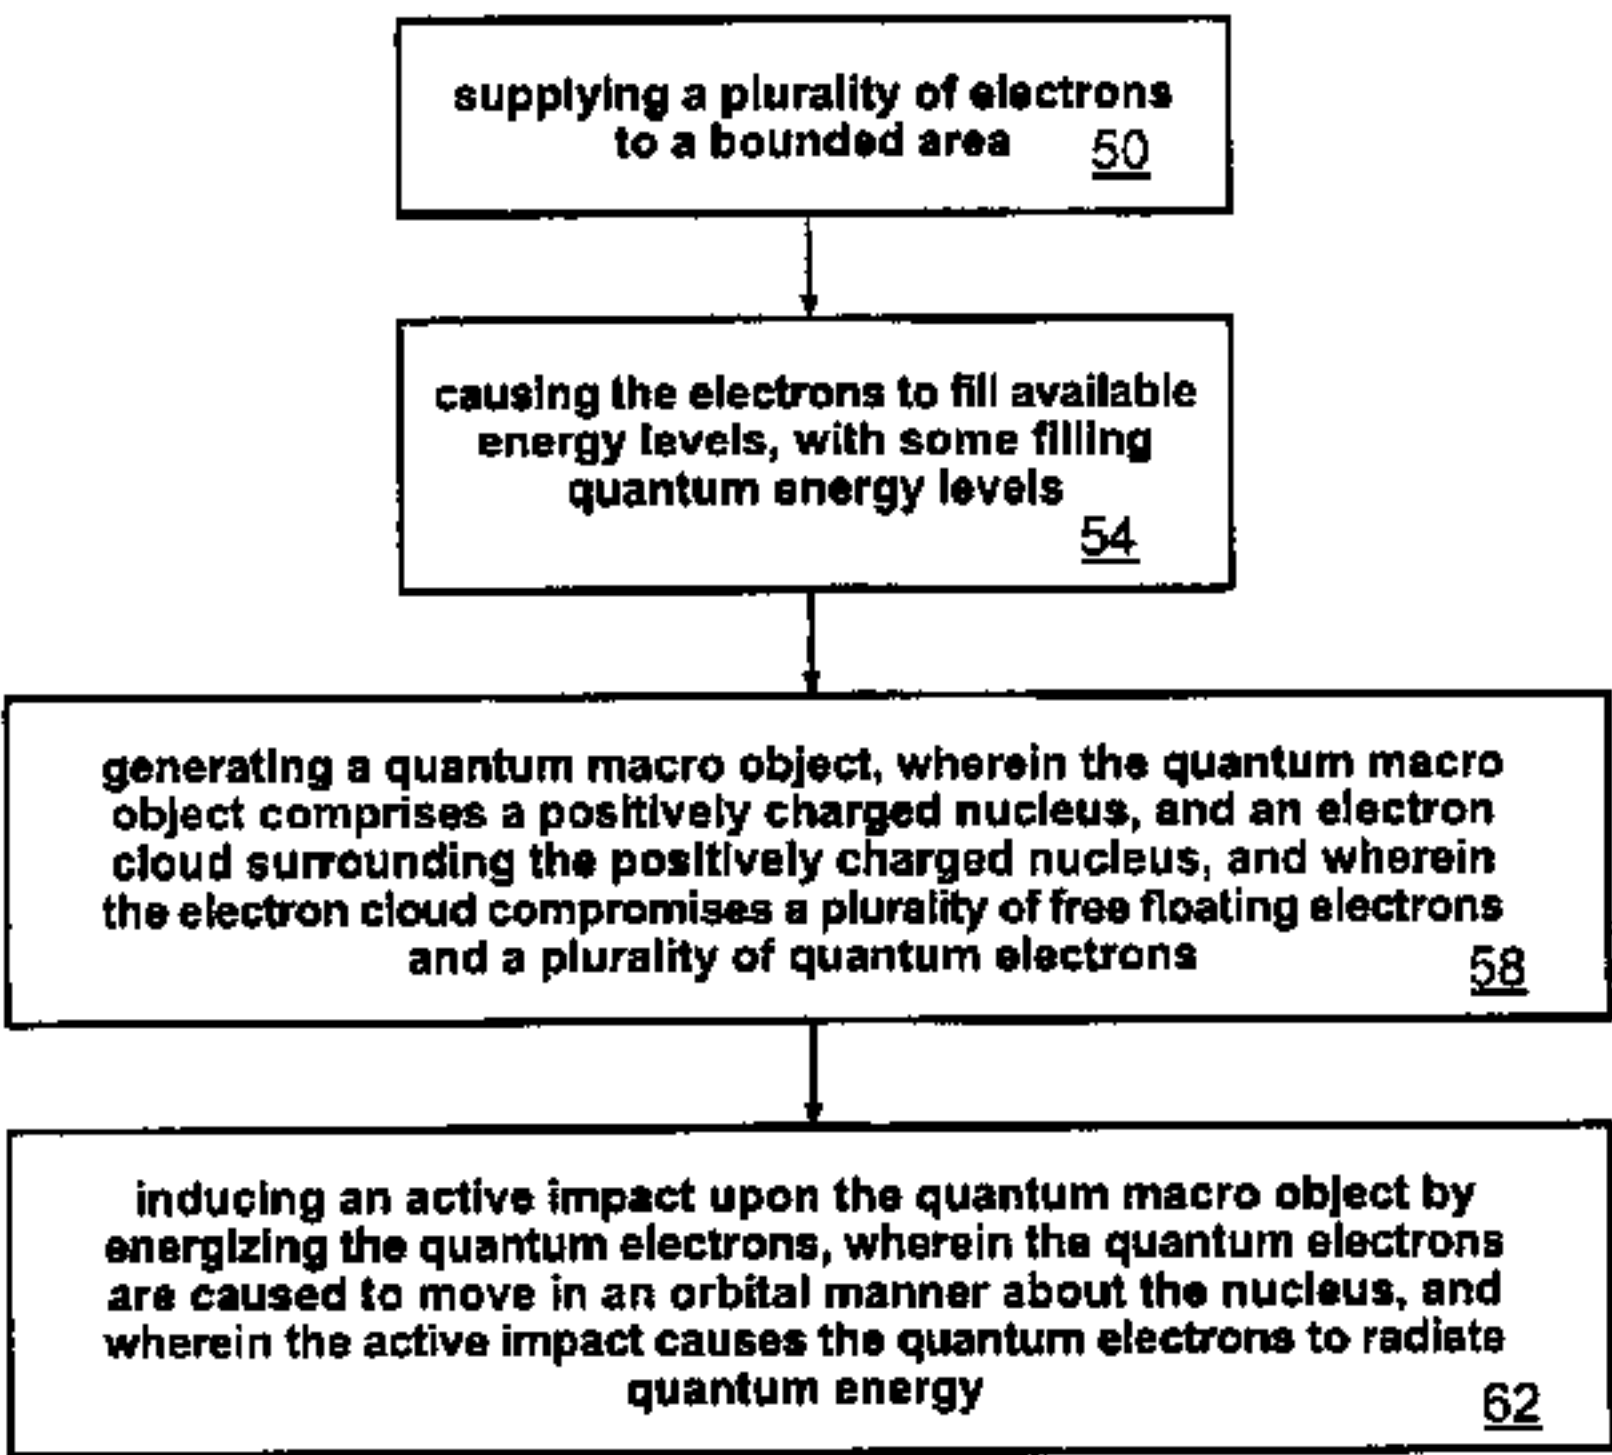 supplying a plurality of electrons
to a bounded area 50
causing the electrons to fill available
energy levels, with some filling
quantum energy levels
54
generating a quantum macro object, wherein the quantum macro
object comprises a positively charged nucleus, and an electron
cloud surrounding the positively charged nucleus, and wherein
the electron cloud compromises a plurality of free floating electrons
and a plurality of quantum electrons 58
inducing an active impact upon the quantum macro object by
energizing the quantum electrons, wherein the quantum electrons
are caused to move in an orbital manner about the nucleus, and
wherein the active impact causes the quantum electrons to radiate
quantum energy 62